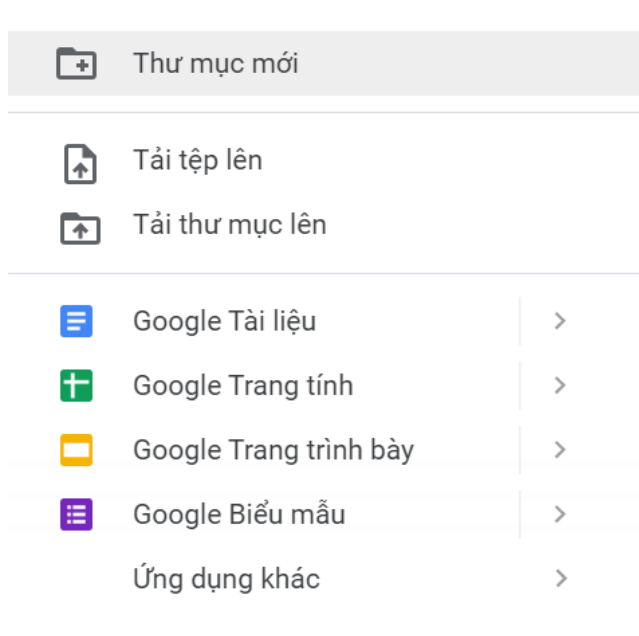 Thư mục mới
Tải tệp lên
Tải thư mục lên
Google Tài liệu
Google Trang tính
Google Trang trình bày
Google Biểu mẫu
Ứng dụng khác